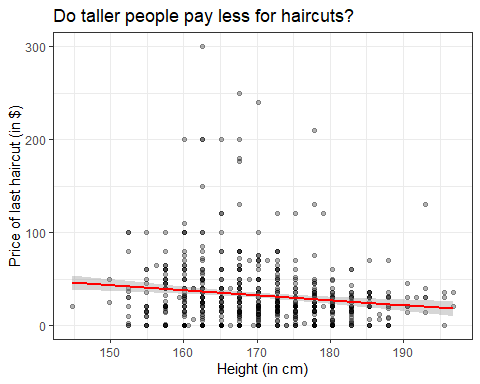 Do taller people pay less for haircuts?
300
200
100
0
Price of last haircut (in $)
150 160 170 180 190
Height (in cm)